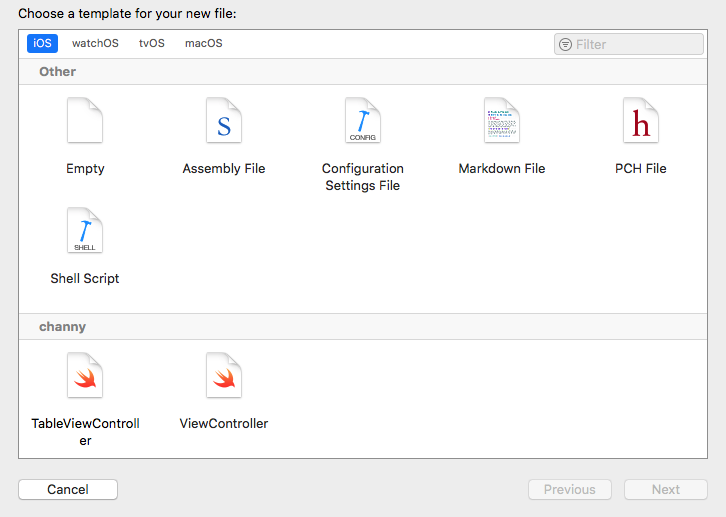 Choose a template for your new file:
iOS watchOS tvOS macOS Filter
Other
S CONFIG h
Empty Assembly File Configuration Settings File Markdown File PCH File
SHELL
Shell Script
channy
TableViewController ViewController
Cancel Previous Next